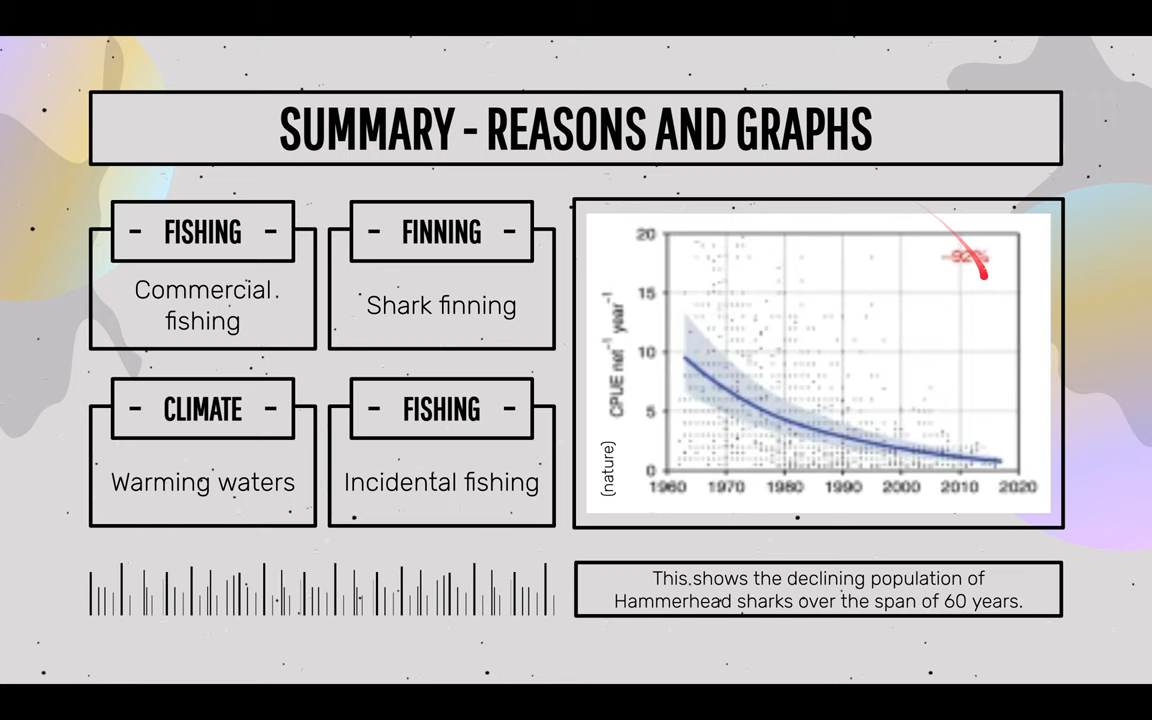 SUMMARY - REASONS AND GRAPHS
- FISHING -
Commercial
fishing
- FINNING -
Shark finning
- CLIMATE -
Warming waters
- FISHING -
Incidental fishing
20
15
10
5
0
CPUE net⁻¹ year⁻¹
(nature)
1960 1970 1980 1990 2000 2010 2020
This shows the declining population of
Hammerhead sharks over the span of 60 years.